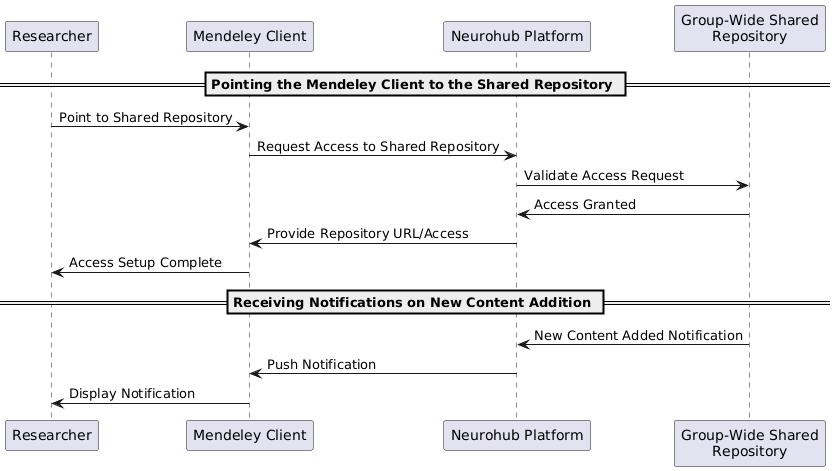 Researcher
Mendeley Client
Neurohub Platform
Group-Wide Shared
Repository
Pointing the Mendeley Client to the Shared Repository
Point to Shared Repository
Request Access to Shared Repository
Validate Access Request
Access Granted
Provide Repository URL/Access
Access Setup Complete
Receiving Notifications on New Content Addition
New Content Added Notification
Push Notification
Display Notification
Researcher
Mendeley Client
Neurohub Platform
Group-Wide Shared
Repository